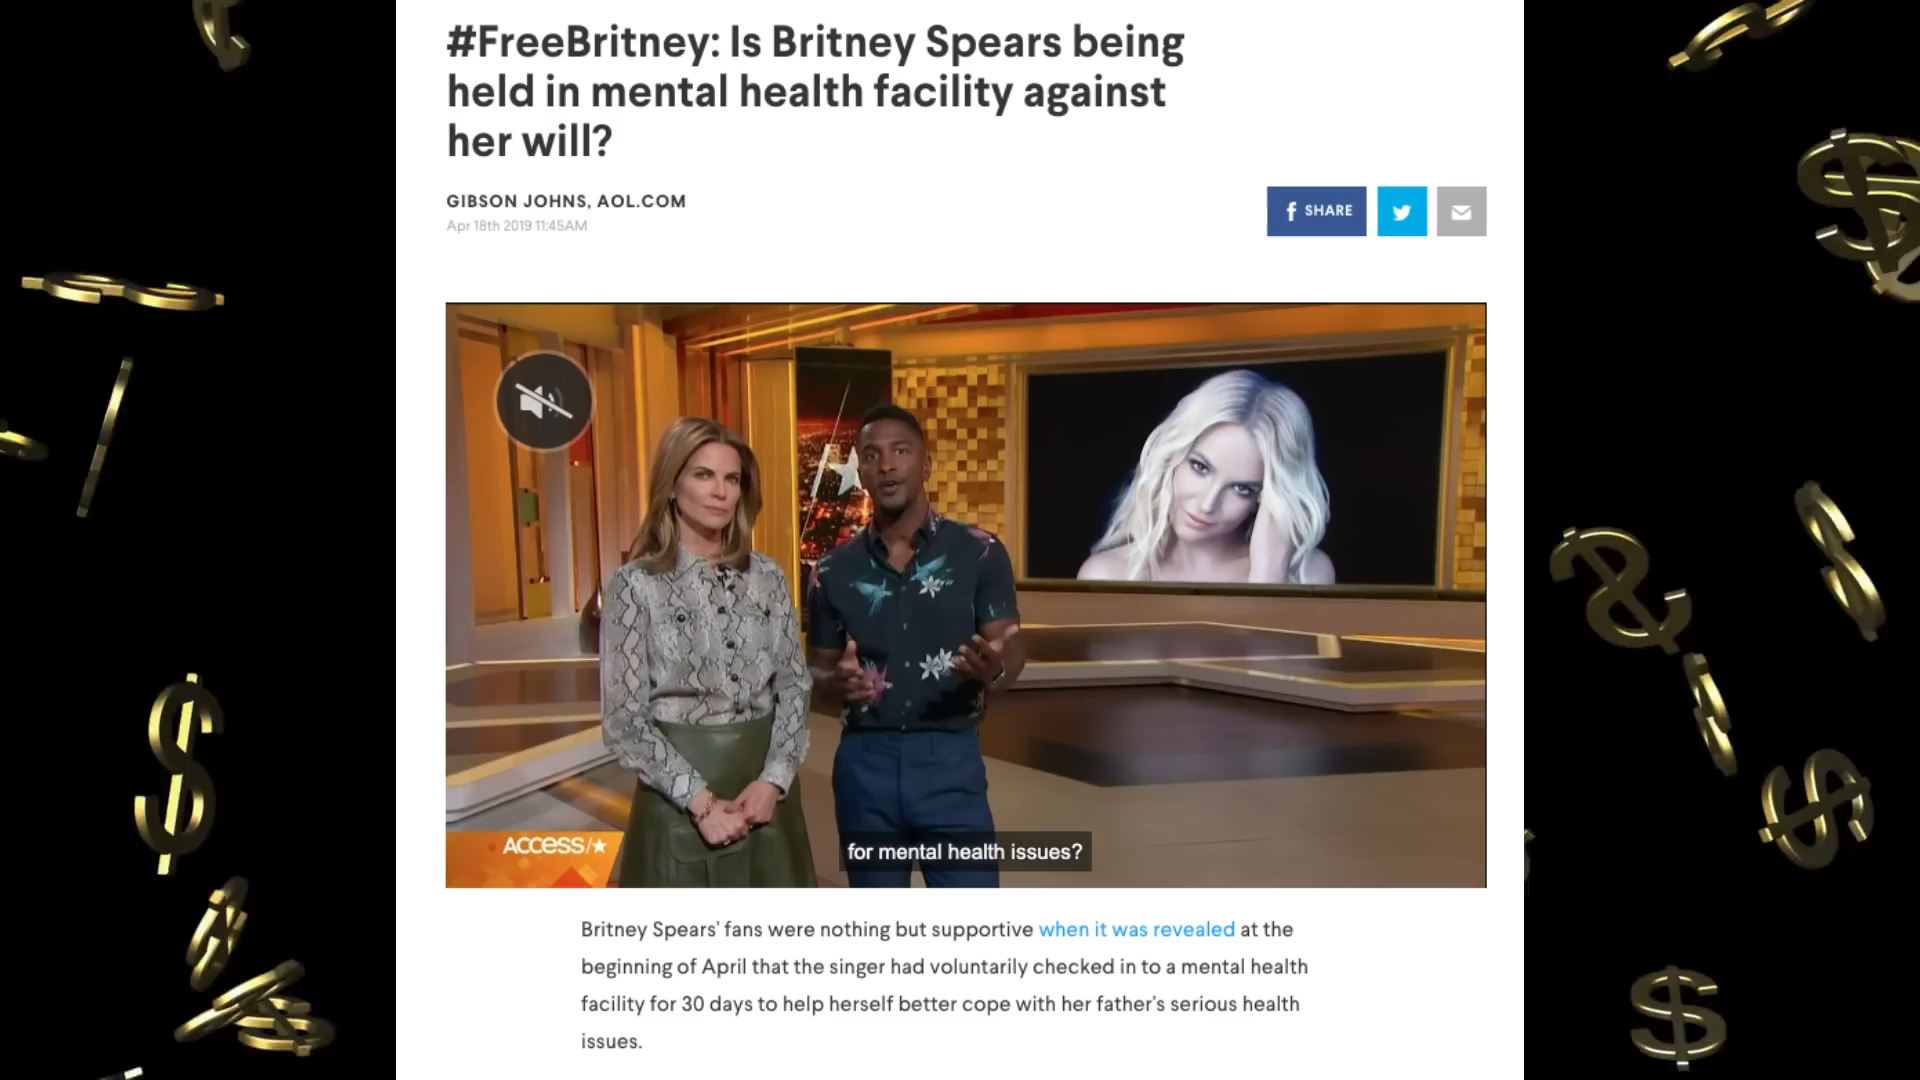 #FreeBritney: Is Britney Spears being
held in mental health facility against
her will?
GIBSON JOHNS, AOL.COM
Apr 18th 2019 11:45AM
f SHARE
ACCESS
for mental health issues?
Britney Spears' fans were nothing but supportive when it was revealed at the
beginning of April that the singer had voluntarily checked in to a mental health
facility for 30 days to help herself better cope with her father's serious health
issues.